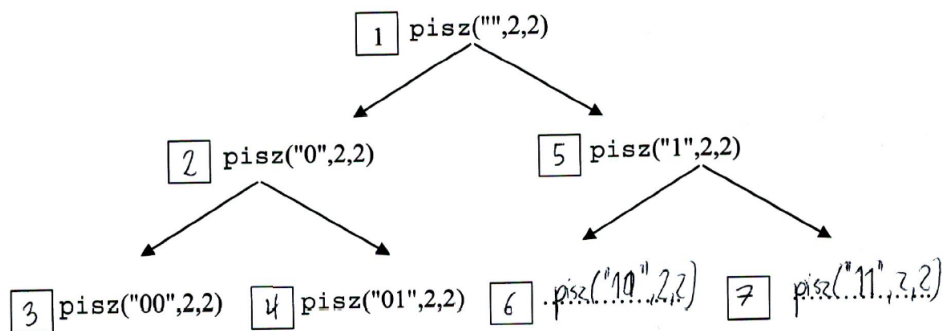 1 pisz("",2,2)
2 pisz("0",2,2) 5 pisz("1",2,2)
3 pisz("00",2,2) 4 pisz("01",2,2) 6 pisz("10",2,2) 7 pisz("11",2,2)